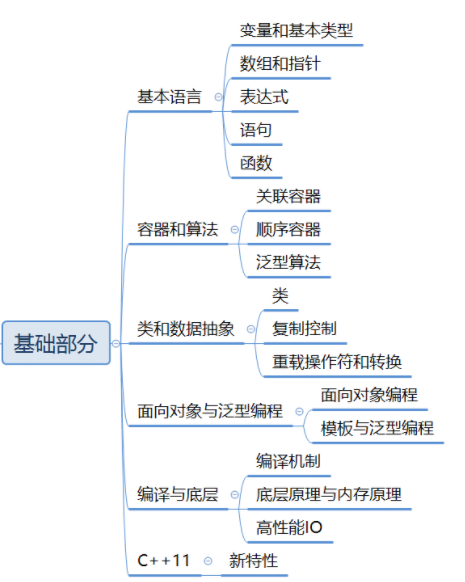 基础部分
基本语言
变量和基本类型
数组和指针
表达式
语句
函数
容器和算法
关联容器
顺序容器
泛型算法
类和数据抽象
类
复制控制
重载操作符和转换
面向对象与泛型编程
面向对象编程
模板与泛型编程
编译与底层
编译机制
底层原理与内存原理
高性能IO
C++11
新特性